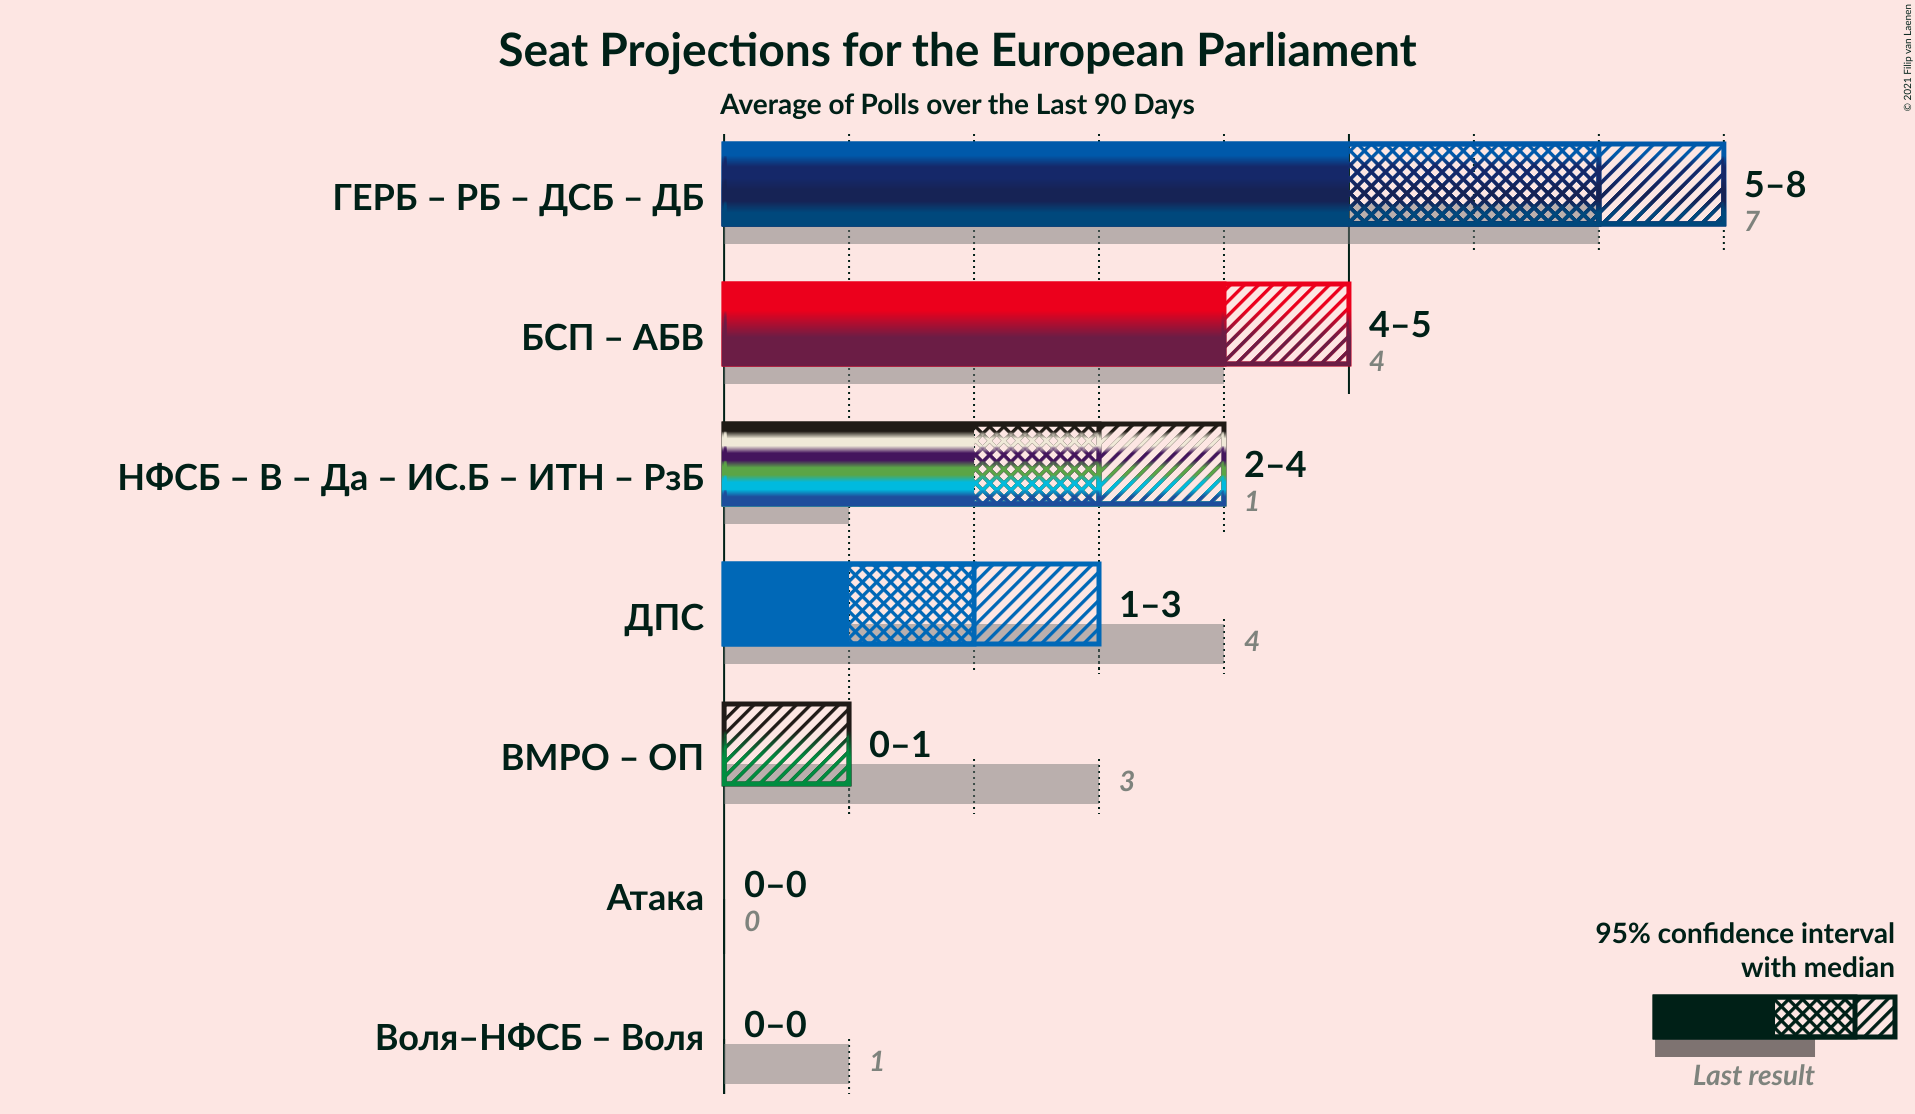 Seat Projections for the European Parliament
Average of Polls over the Last 90 Days
© 2021 Filip van Laenen
ГЕРБ – РБ – ДСБ – ДБ
5–8
7
БСП – АБВ
4–5
4
НФСБ – В – Да – ИС.Б – ИТН – РзБ
2–4
1
ДПС
1–3
4
ВМРО – ОП
0–1
3
Атака
0–0
0
Воля–НФСБ – Воля
0–0
1
95% confidence interval
with median
Last result